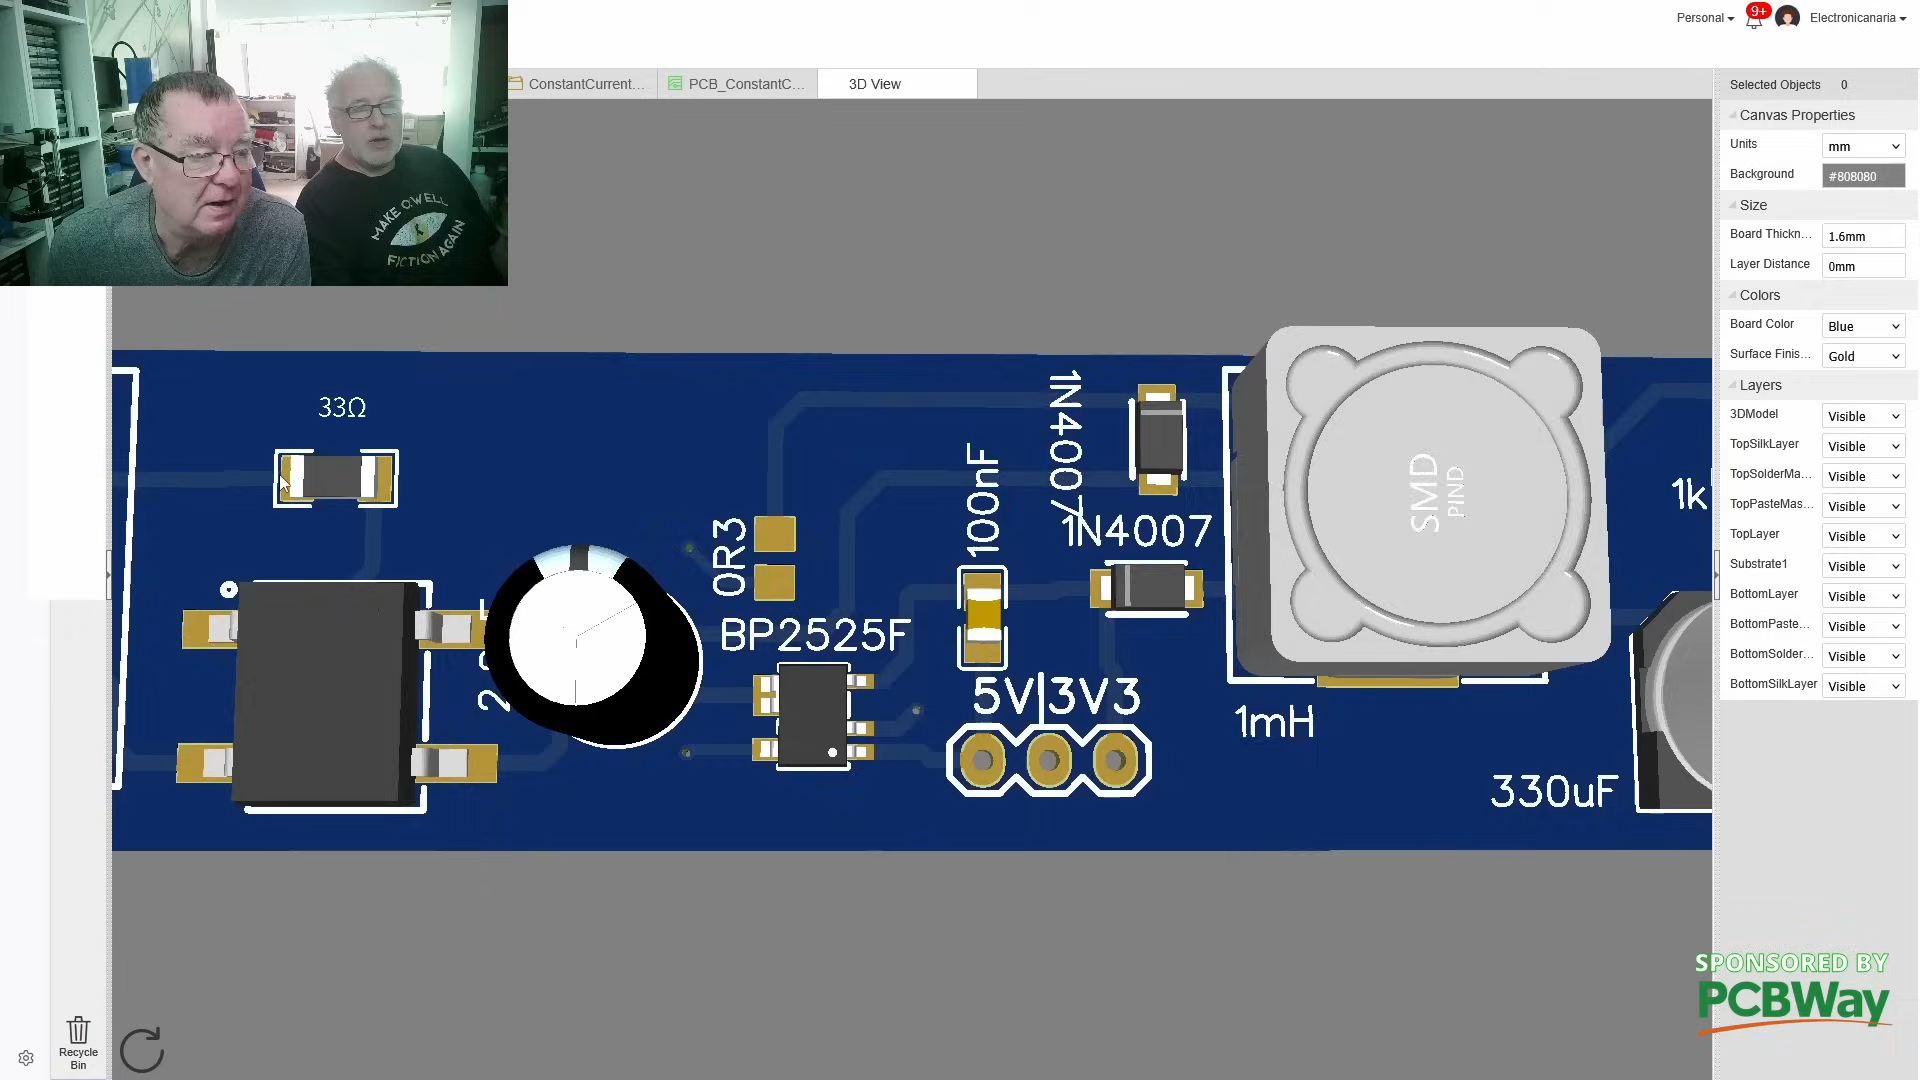 Personal
9+
Electronicanaria
ConstantCurrent...
PCB_ConstantC...
3D View
Selected Objects 0
Canvas Properties
Units mm
Background #808080
Size
Board Thickn... 1.6mm
Layer Distance 0mm
Colors
Board Color Blue
Surface Finis... Gold
Layers
3DModel Visible
TopSilkLayer Visible
TopSolderMa... Visible
TopPasteMas... Visible
TopLayer Visible
Substrate1 Visible
BottomLayer Visible
BottomPaste... Visible
BottomSolder... Visible
BottomSilkLayer Visible
MAKE O.WELL
FICTION AGAIN
33Ω
0R3
BP2525F
100nF
1N4007
1N4007
5V|3V3
SMD
PIND
1mH
1k
330uF
SPONSORED BY
PCBWay
Recycle
Bin